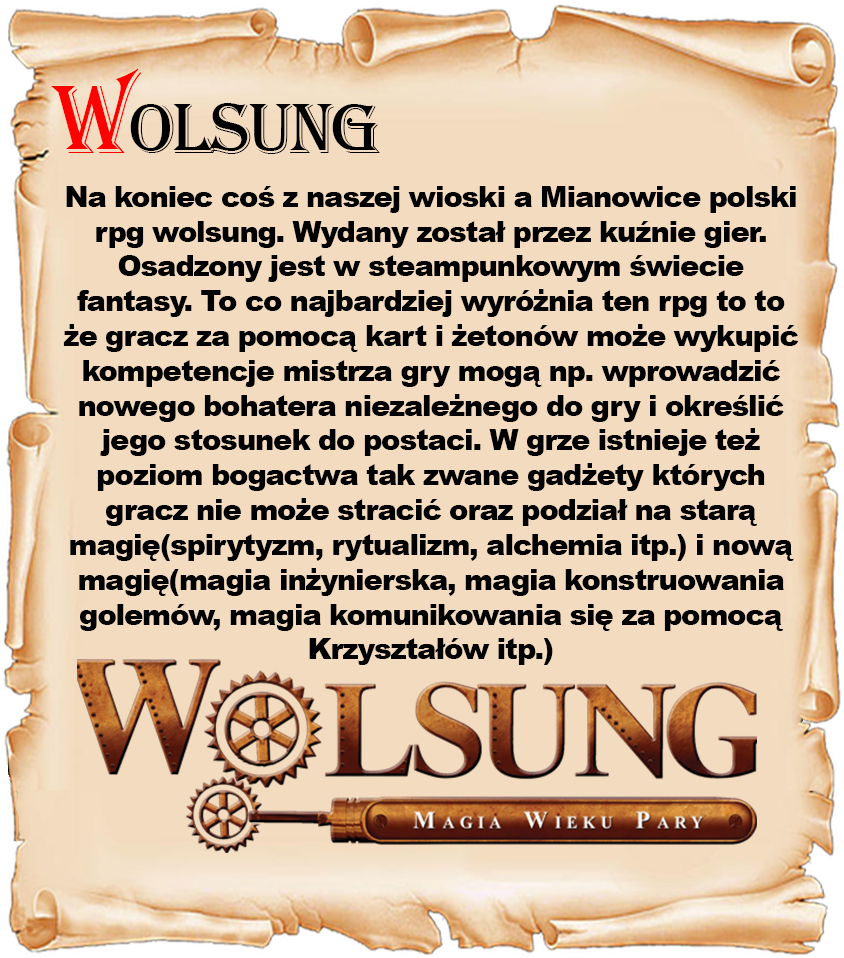 Wolsung
Na koniec coś z naszej wioski a Mianowice polski
rpg wolsung. Wydany został przez kuźnie gier.
Osadzony jest w steampunkowym świecie
fantasy. To co najbardziej wyróżnia ten rpg to to
że gracz za pomocą kart i żetonów może wykupić
kompetencje mistrza gry mogą np. wprowadzić
nowego bohatera niezależnego do gry i określić
jego stosunek do postaci. W grze istnieje też
poziom bogactwa tak zwane gadżety których
gracz nie może stracić oraz podział na starą
magię(spirytyzm, rytualizm, alchemia itp.) i nową
magię(magia inżynierska, magia konstruowania
golemów, magia komunikowania się za pomocą
Krzyształów itp.)
WOLSUNG
MAGIA WIEKU PARY